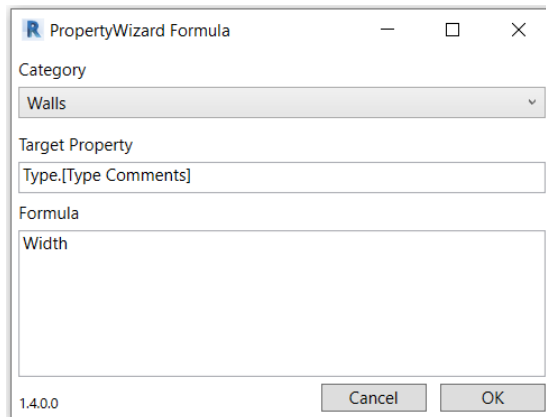 R PropertyWizard Formula
Category
Walls
Target Property
Type.[Type Comments]
Formula
Width
1.4.0.0
Cancel
OK